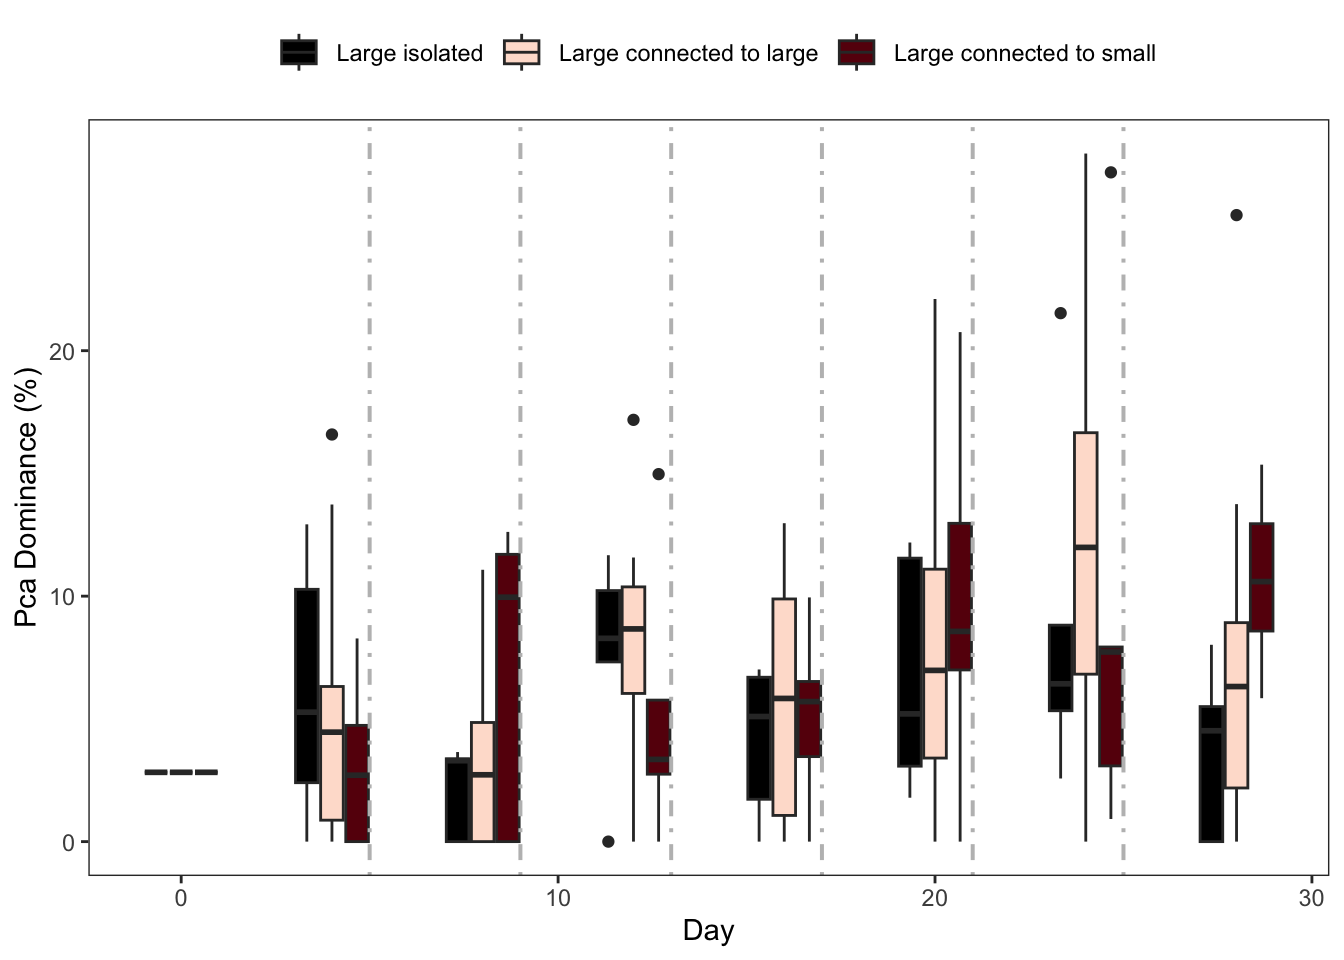 Large isolated Large connected to large Large connected to small
Pca Dominance (%)
20
10
0
0 10 20 30
Day